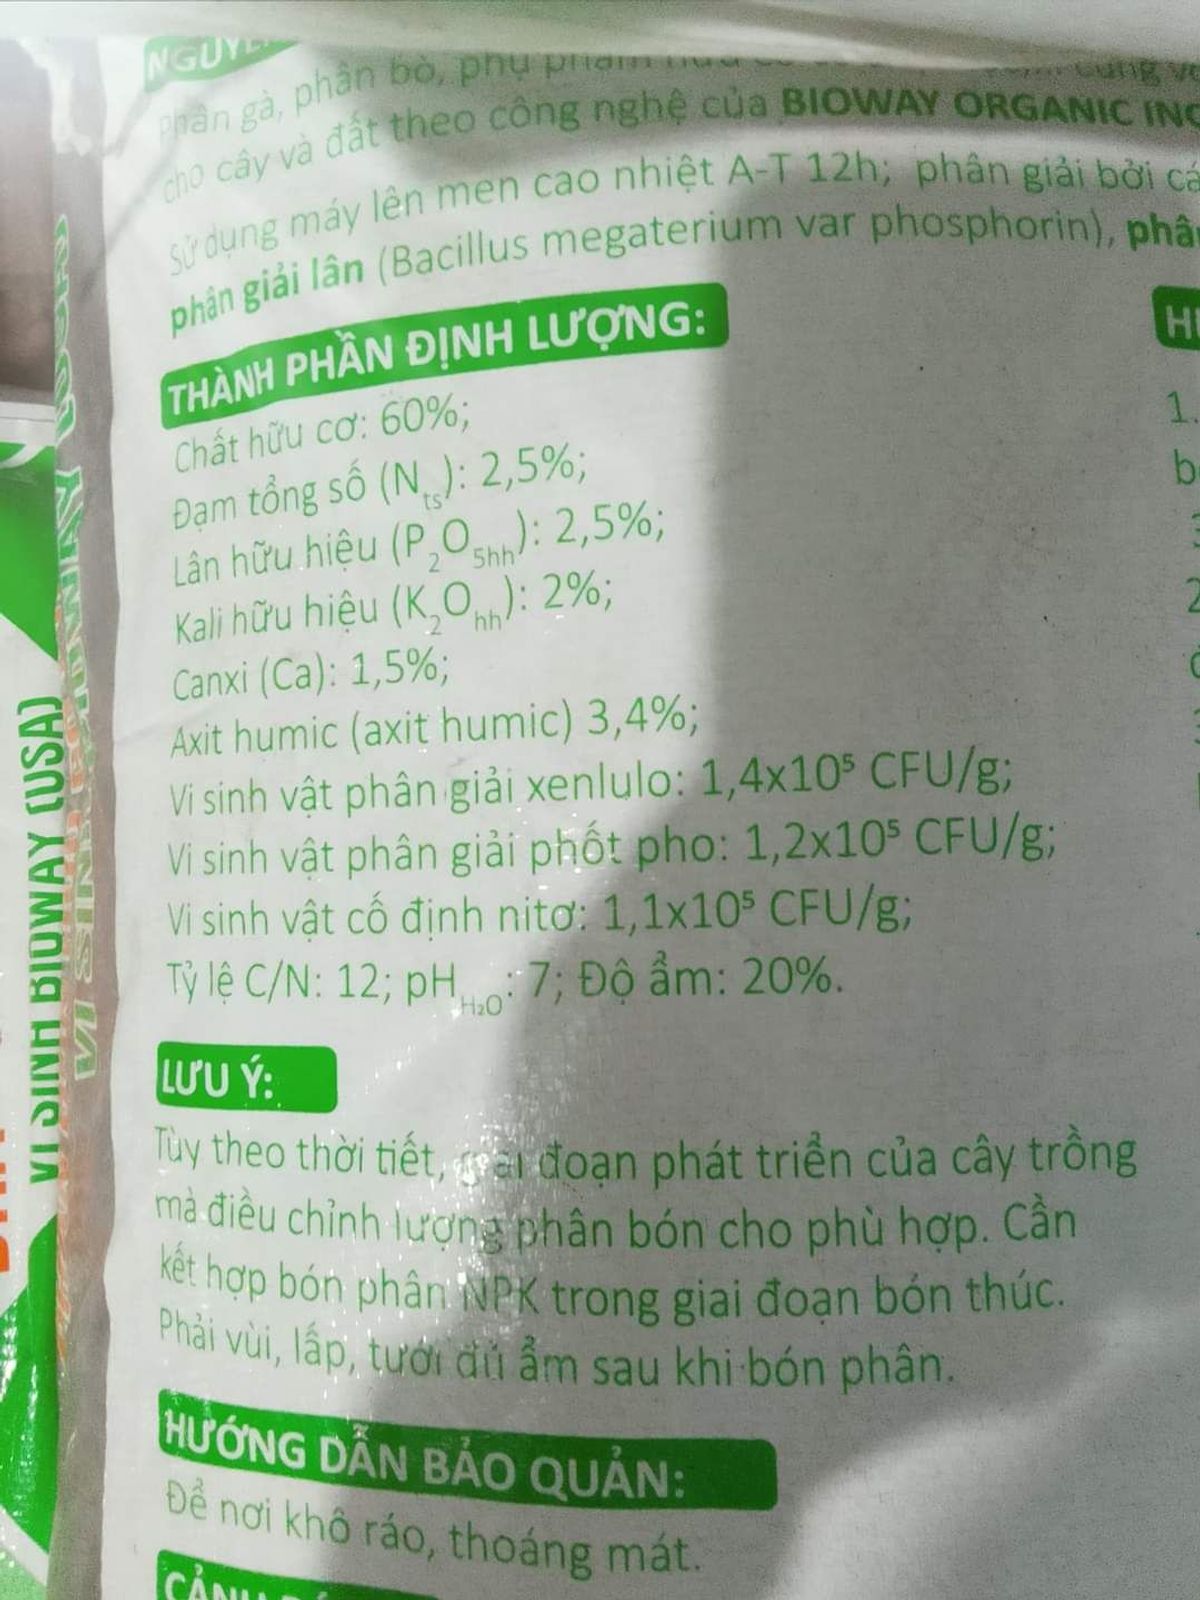 phân gà, phân bò, phụ phẩm
cho cây và đất theo công nghệ của BIOWAY ORGANIC INC
Sử dụng máy lên men cao nhiệt A-T 12h; phân giải bởi
phân giải lân (Bacillus megaterium var phosphorin),
THÀNH PHẦN ĐỊNH LƯỢNG:
Chất hữu cơ: 60%;
Đạm tổng số (Nts): 2,5%;
Lân hữu hiệu (P2O5hh): 2,5%;
Kali hữu hiệu (K2Ohh): 2%;
Canxi (Ca): 1,5%;
Axit humic (axit humic) 3,4%;
Vi sinh vật phân giải xenlulo: 1,4x10⁵ CFU/g;
Vi sinh vật phân giải phốt pho: 1,2x10⁵ CFU/g;
Vi sinh vật cố định nitơ: 1,1x10⁵ CFU/g;
Tỷ lệ C/N: 12; pHH₂O: 7; Độ ẩm: 20%.
LƯU Ý:
Tùy theo thời tiết, giai đoạn phát triển của cây trồng
mà điều chỉnh lượng phân bón cho phù hợp. Cần
kết hợp bón phân NPK trong giai đoạn bón thúc.
Phải vùi, lấp, tưới đủ ẩm sau khi bón phân.
HƯỚNG DẪN BẢO QUẢN:
Để nơi khô ráo, thoáng mát.
VI SINH BIOWAY (USA)
1.